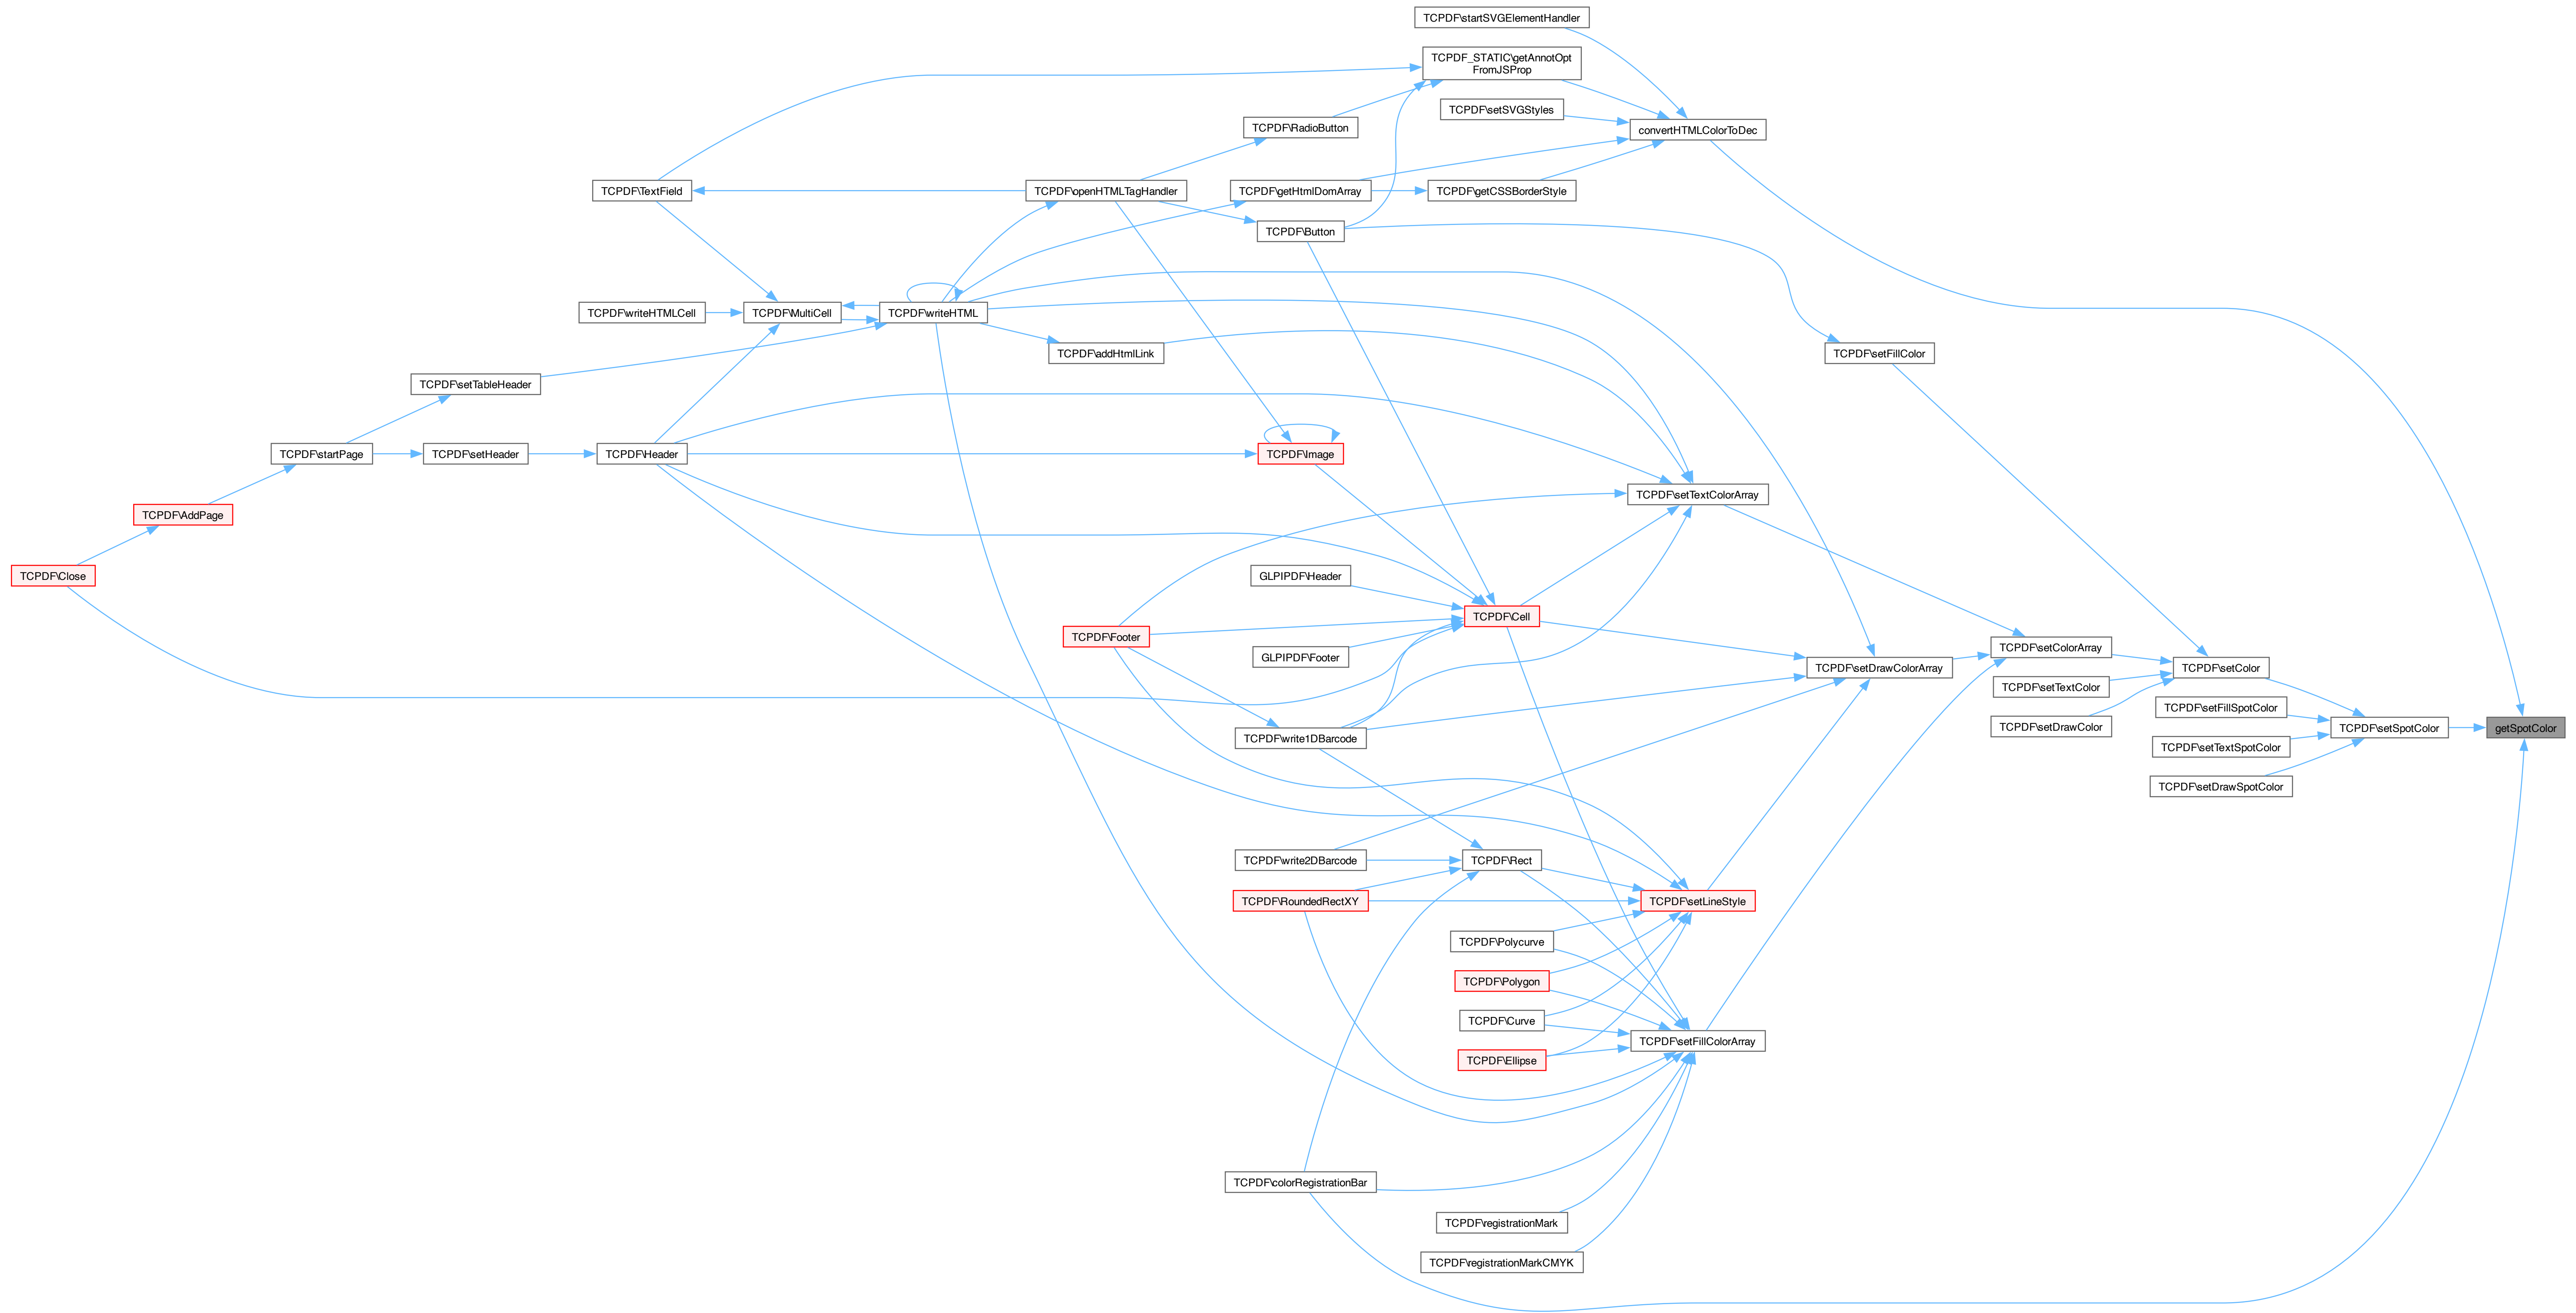 TCPDF\startSVGElementHandler
TCPDF_STATIC\getAnnotOpt
FromJSProp
TCPDF\setSVGStyles
TCPDF\RadioButton
convertHTMLColorToDec
TCPDF\TextField
TCPDF\openHTMLTagHandler
TCPDF\getHtmlDomArray
TCPDF\getCSSBorderStyle
TCPDF\Button
TCPDF\writeHTMLCell
TCPDF\MultiCell
TCPDF\writeHTML
TCPDF\addHtmlLink
TCPDF\setFillColor
TCPDF\setTableHeader
TCPDF\startPage
TCPDF\setHeader
TCPDF\Header
TCPDF\Image
TCPDF\setTextColorArray
TCPDF\AddPage
TCPDF\Close
GLPIPDF\Header
TCPDF\Cell
TCPDF\Footer
GLPIPDF\Footer
TCPDF\setDrawColorArray
TCPDF\setColorArray
TCPDF\setColor
TCPDF\setTextColor
TCPDF\setFillSpotColor
TCPDF\setDrawColor
TCPDF\setSpotColor
getSpotColor
TCPDF\write1DBarcode
TCPDF\setTextSpotColor
TCPDF\setDrawSpotColor
TCPDF\write2DBarcode
TCPDF\Rect
TCPDF\RoundedRectXY
TCPDF\setLineStyle
TCPDF\Polycurve
TCPDF\Polygon
TCPDF\Curve
TCPDF\setFillColorArray
TCPDF\Ellipse
TCPDF\colorRegistrationBar
TCPDF\registrationMark
TCPDF\registrationMarkCMYK